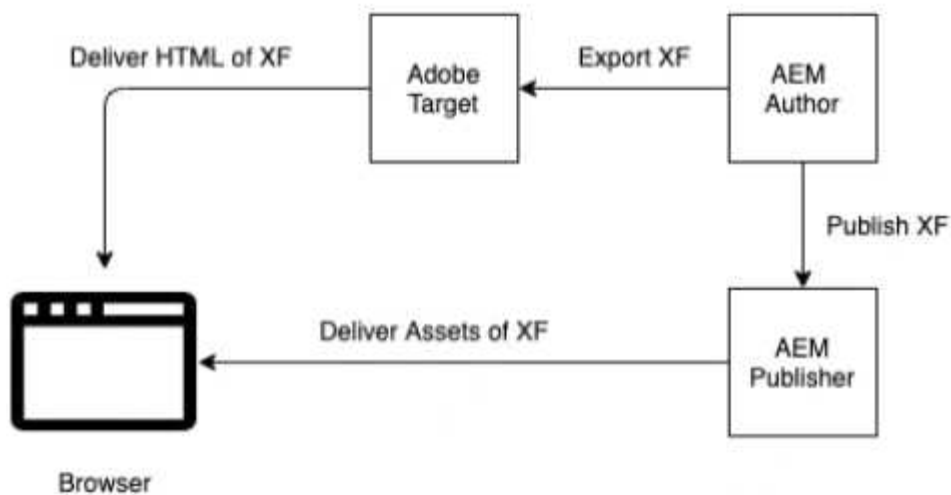 Deliver HTML of XF
Adobe
Target
Export XF
AEM
Author
Publish XF
Deliver Assets of XF
AEM
Publisher
Browser